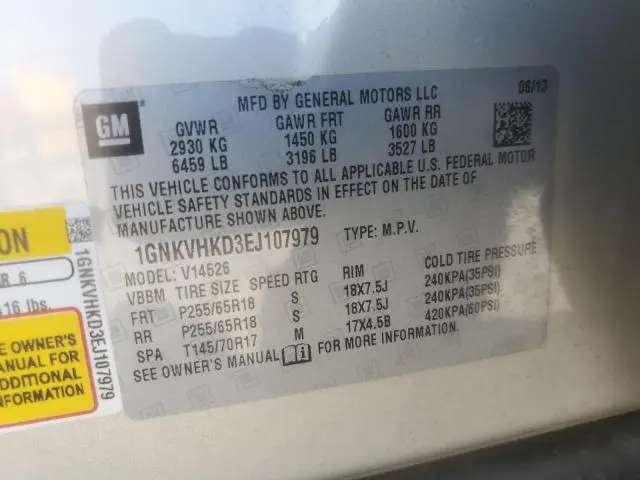 MFD BY GENERAL MOTORS LLC 06/13
GM
GVWR GAWR FRT GAWR RR
2930 KG 1450 KG 1600 KG
6459 LB 3196 LB 3527 LB
THIS VEHICLE CONFORMS TO ALL APPLICABLE U.S. FEDERAL MOTOR
VEHICLE SAFETY STANDARDS IN EFFECT ON THE DATE OF
MANUFACTURE SHOWN ABOVE.
1GNKVHKD3EJ107979 TYPE: M.P.V.
MODEL: V14526
VBBM TIRE SIZE SPEED RTG RIM COLD TIRE PRESSURE
FRT P255/65R18 S 18X7.5J 240KPA(35PSI)
RR P255/65R18 S 18X7.5J 240KPA(35PSI)
SPA T145/70R17 M 17X4.5B 420KPA(60PSI)
SEE OWNER'S MANUAL i FOR MORE INFORMATION.
ON
R 6
16 lbs
E OWNER'S
ANUAL FOR
DDITIONAL
FORMATION
1GNKVHKD3EJ107979